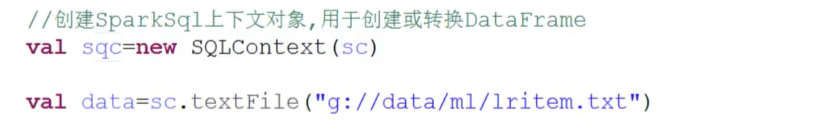 //创建SparkSql上下文对象,用于创建或转换DataFrame
val sqc=new SQLContext(sc)
val data=sc.textFile("g://data/ml/lritem.txt")